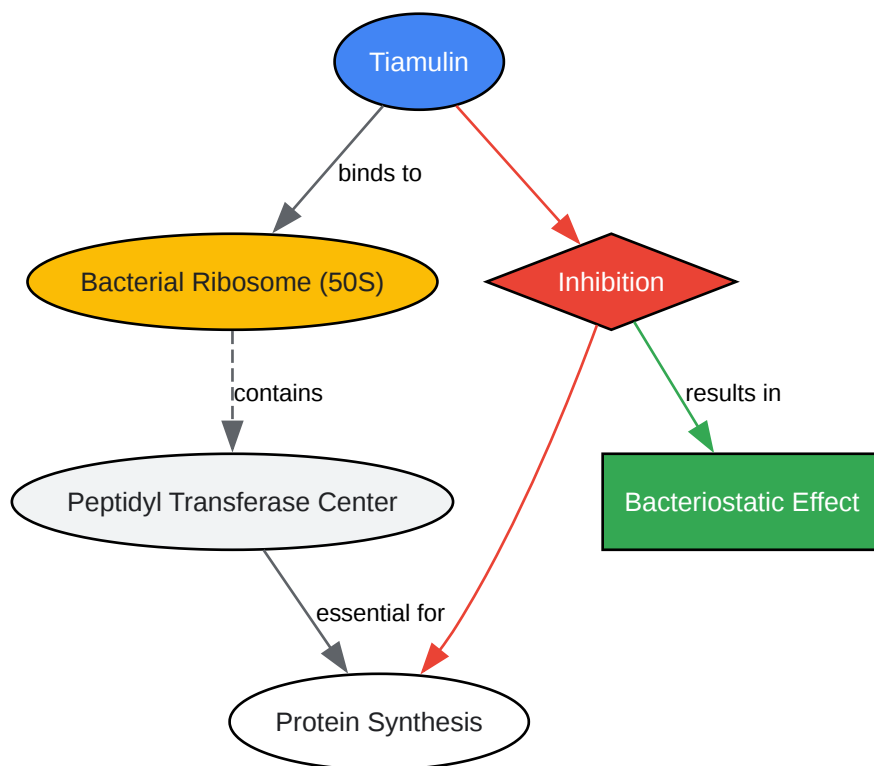 Tiamulin
binds to
Bacterial Ribosome (50S)
Inhibition
contains
results in
Peptidyl Transferase Center
Bacteriostatic Effect
essential for
Protein Synthesis